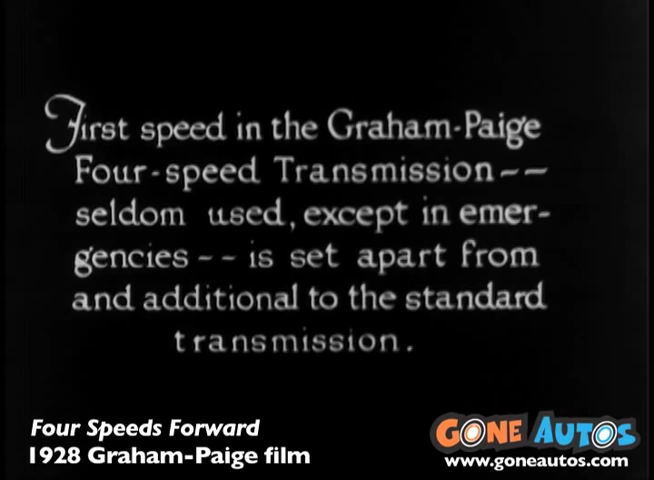 First speed in the Graham-Paige
Four-speed Transmission--
seldom used, except in emer-
gencies -- is set apart from
and additional to the standard
transmission.
Four Speeds Forward
1928 Graham-Paige film
GONE AUTOS
www.goneautos.com